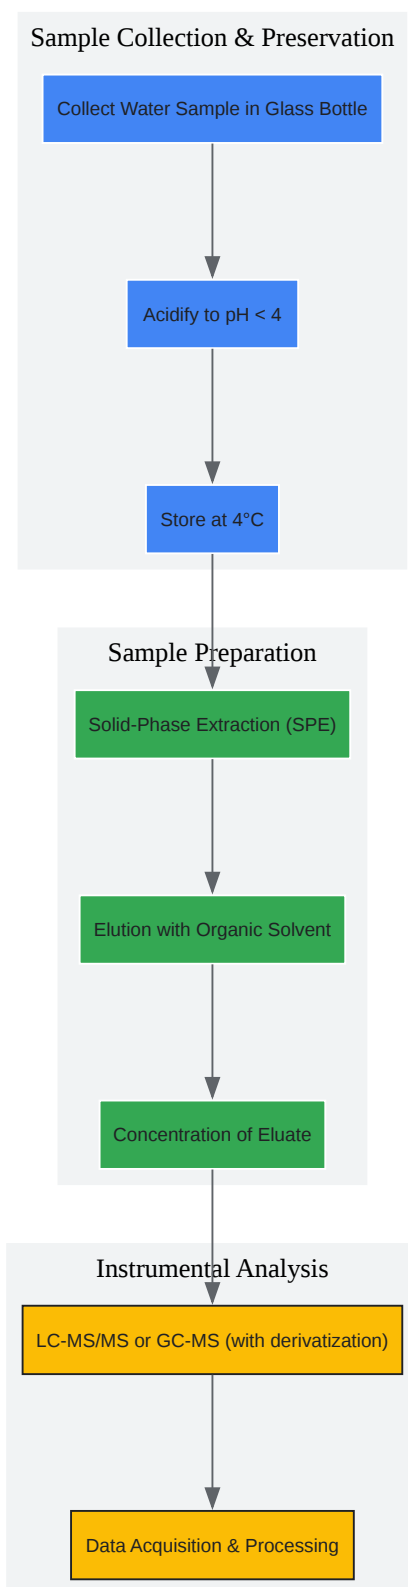 Sample Collection & Preservation
Collect Water Sample in Glass Bottle
Acidify to pH < 4
Store at 4°C
Sample Preparation
Solid-Phase Extraction (SPE)
Elution with Organic Solvent
Concentration of Eluate
Instrumental Analysis
LC-MS/MS or GC-MS (with derivatization)
Data Acquisition & Processing